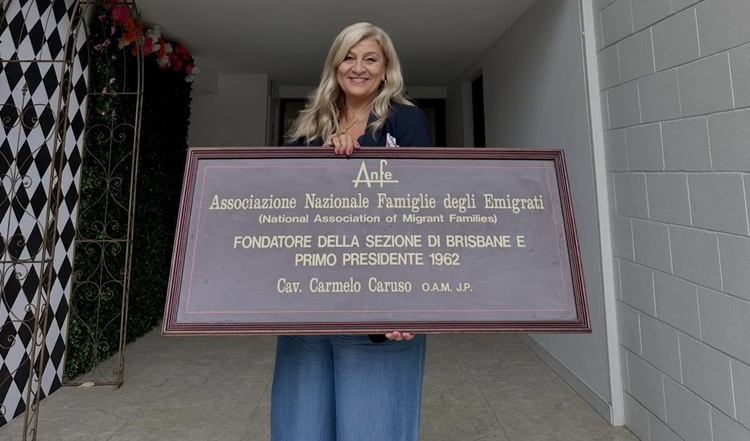 Anfe
Associazione Nazionale Famiglie degli Emigrati
(National Association of Migrant Families)
FONDATORE DELLA SEZIONE DI BRISBANE E
PRIMO PRESIDENTE 1962
Cav. Carmelo Caruso O.A.M. J.P.